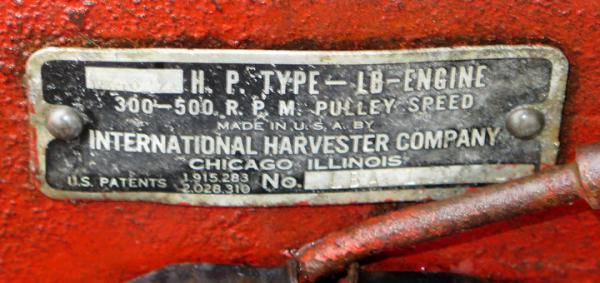 H. P. TYPE-LB-ENGINE
300-500 R. P. M. PULLEY SPEED
MADE IN U. S. A. BY
INTERNATIONAL HARVESTER COMPANY
CHICAGO ILLINOIS
U.S. PATENTS 1.915.283
2.028.310 No.